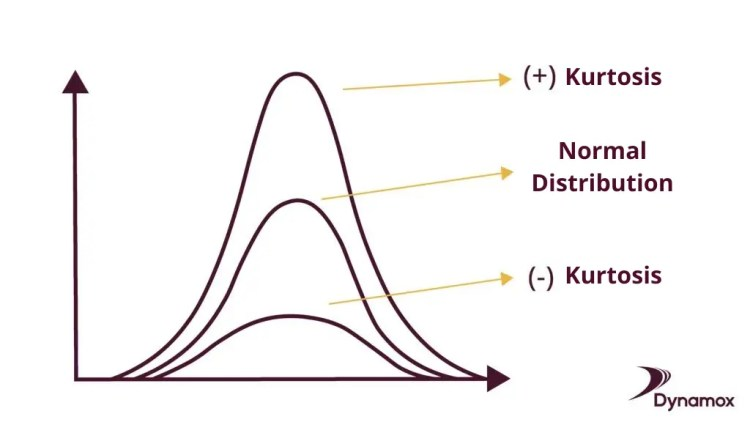 (+) Kurtosis
Normal
Distribution
(-) Kurtosis
Dynamox